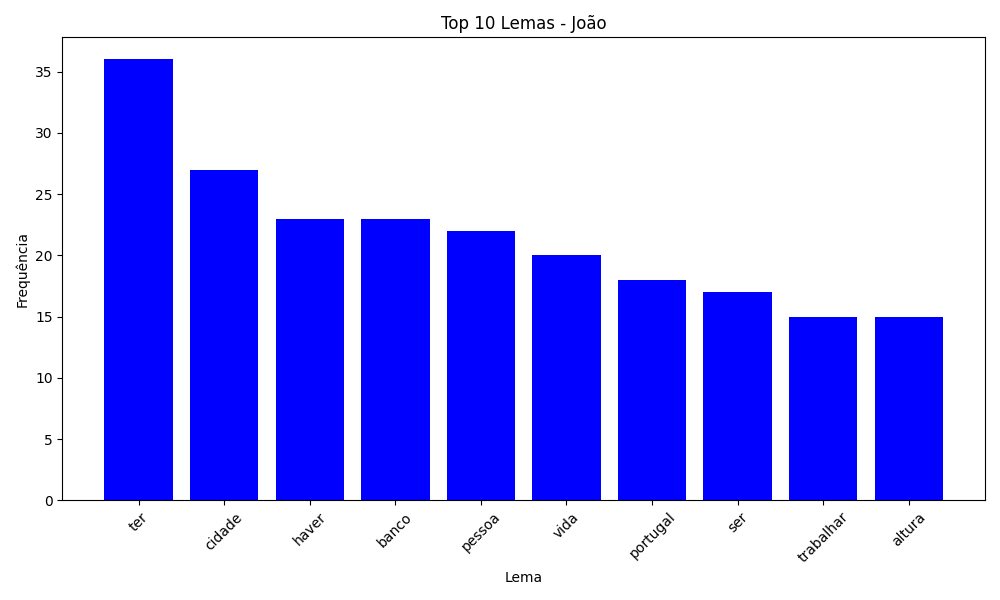 Top 10 Lemas - João
Frequência
35
30
25
20
15
10
5
0
ter
cidade
haver
banco
pessoa
vida
portugal
ser
trabalhar
altura
Lema